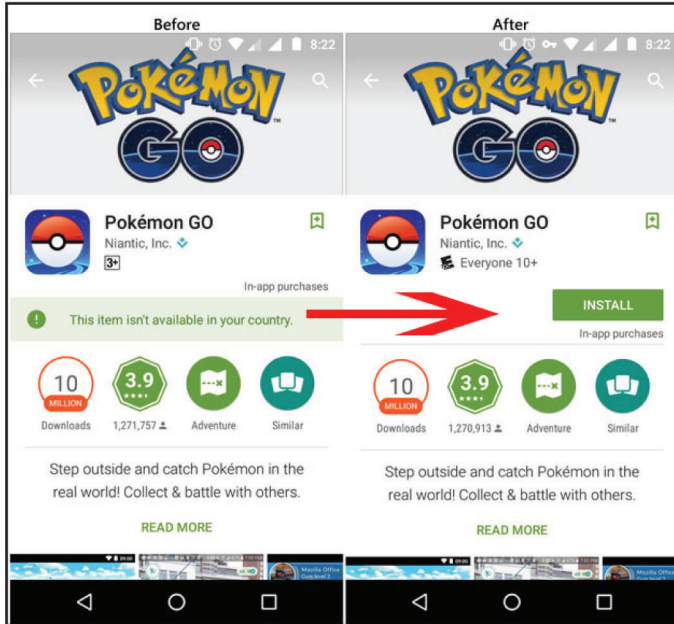 Before
8:22
POKÉMON
TM
GO
Pokémon GO
Niantic, Inc.
3+
In-app purchases
This item isn't available in your country.
10
MILLION
3.9
Downloads
1,271,757
Adventure
Similar
Step outside and catch Pokémon in the
real world! Collect & battle with others.
READ MORE
09:00
After
8:22
POKÉMON
TM
GO
Pokémon GO
Niantic, Inc.
E
Everyone 10+
INSTALL
In-app purchases
10
MILLION
3.9
Downloads
1,270,913
Adventure
Similar
Step outside and catch Pokémon in the
real world! Collect & battle with others.
READ MORE